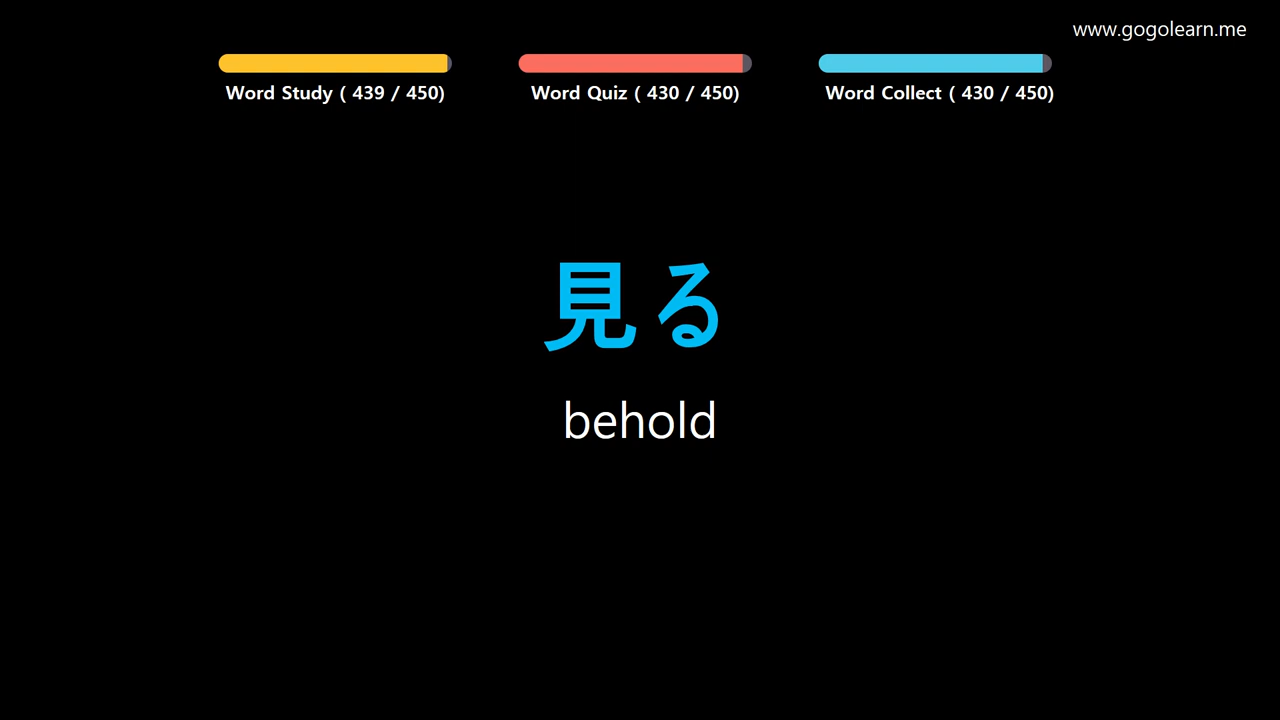 www.gogolearn.me
Word Study ( 439 / 450)
Word Quiz ( 430 / 450)
Word Collect ( 430 / 450)
見る
behold